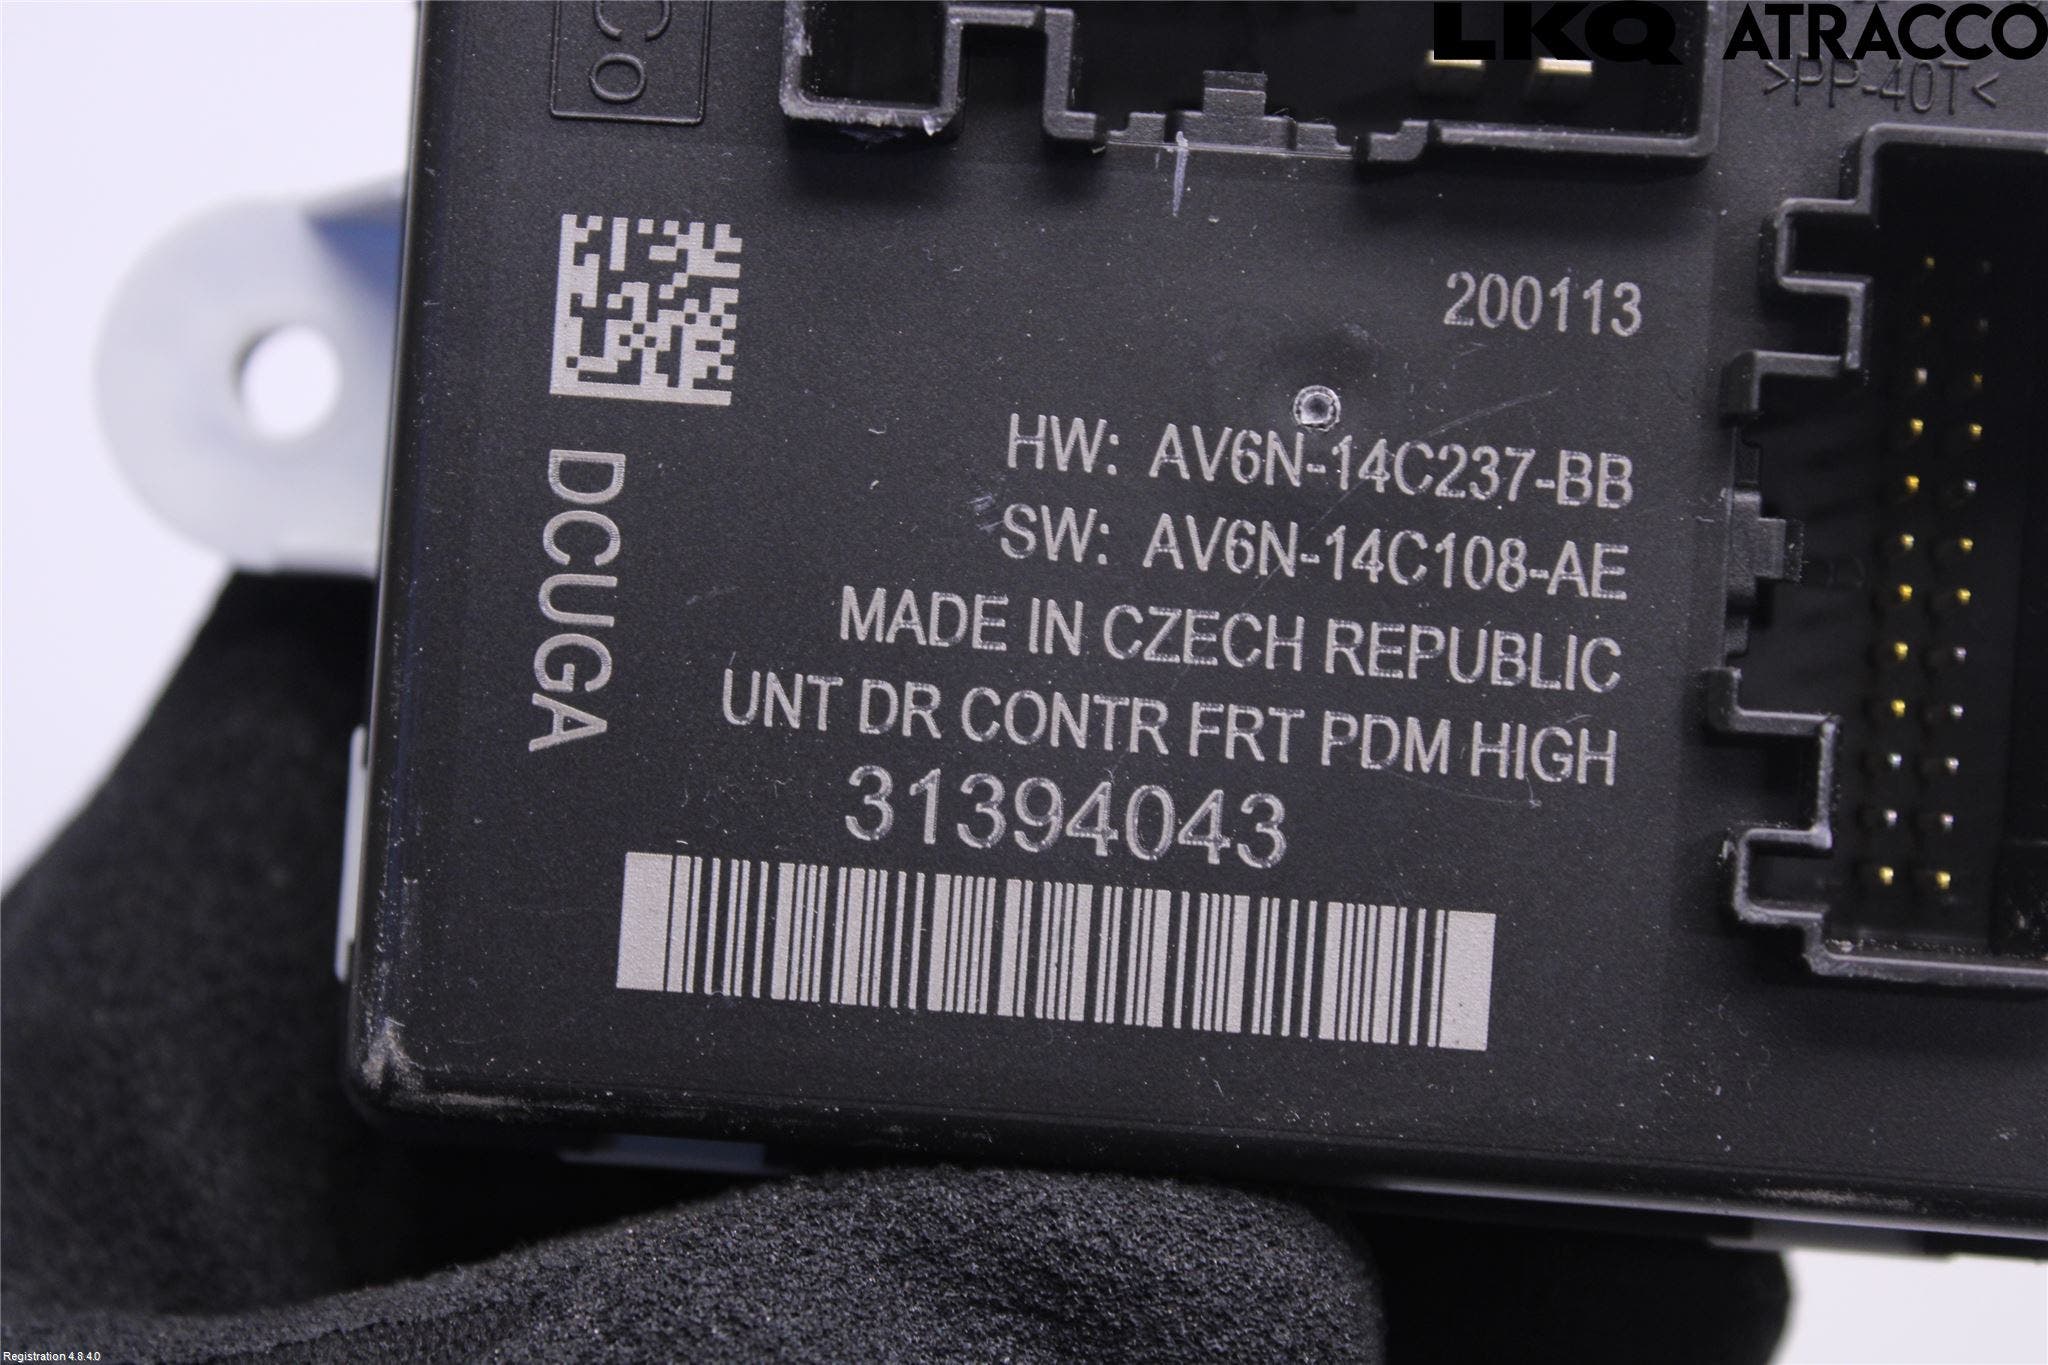 LKQ ATRACCO
Co
>PP-40T<
200113
HW: AV6N-14C237-BB
SW: AV6N-14C108-AE
MADE IN CZECH REPUBLIC
UNT DR CONTR FRT PDM HIGH
31394043
DCUGA
Registration 4.8.4.0